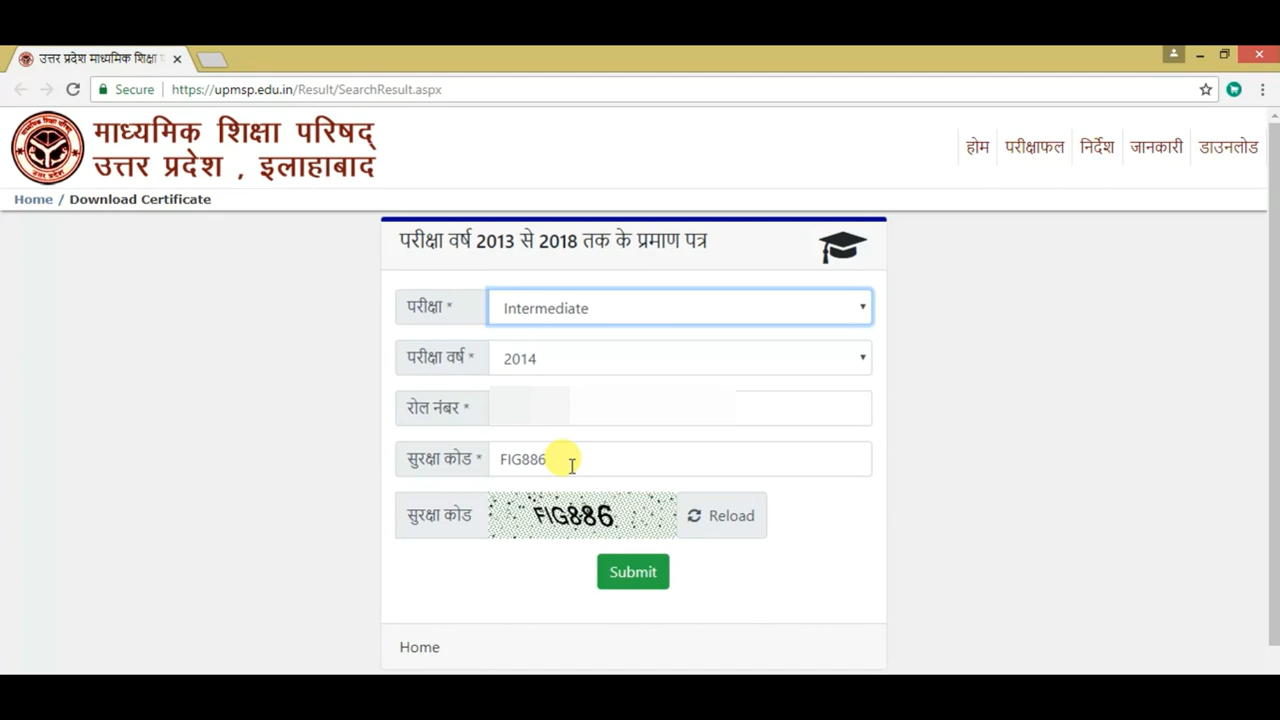 उत्तर प्रदेश माध्यमिक शिक्षा
Secure
https://upmsp.edu.in/Result/SearchResult.aspx
माध्यमिक शिक्षा परिषद्
उत्तर प्रदेश , इलाहाबाद
होम परीक्षाफल निर्देश जानकारी डाउनलोड
Home / Download Certificate
परीक्षा वर्ष 2013 से 2018 तक के प्रमाण पत्र
परीक्षा * Intermediate
परीक्षा वर्ष * 2014
रोल नंबर *
सुरक्षा कोड * FIG886
सुरक्षा कोड FIG886 Reload
Submit
Home